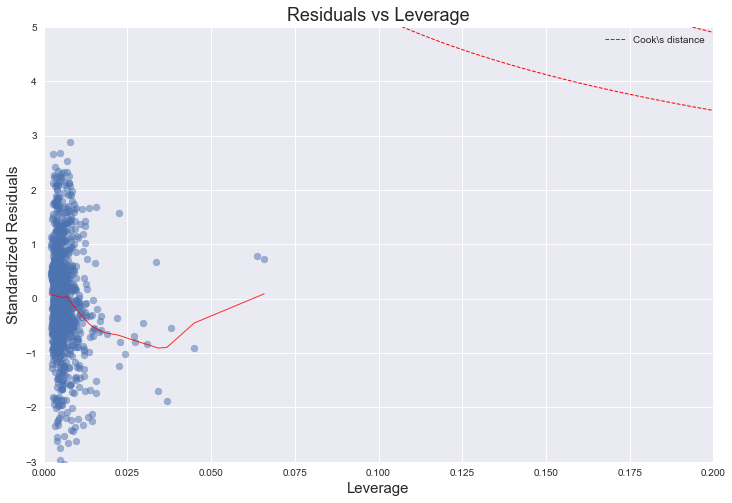 Residuals vs Leverage
Cook\s distance
Standardized Residuals
5
4
3
2
1
0
−1
−2
−3
0.000 0.025 0.050 0.075 0.100 0.125 0.150 0.175 0.200
Leverage